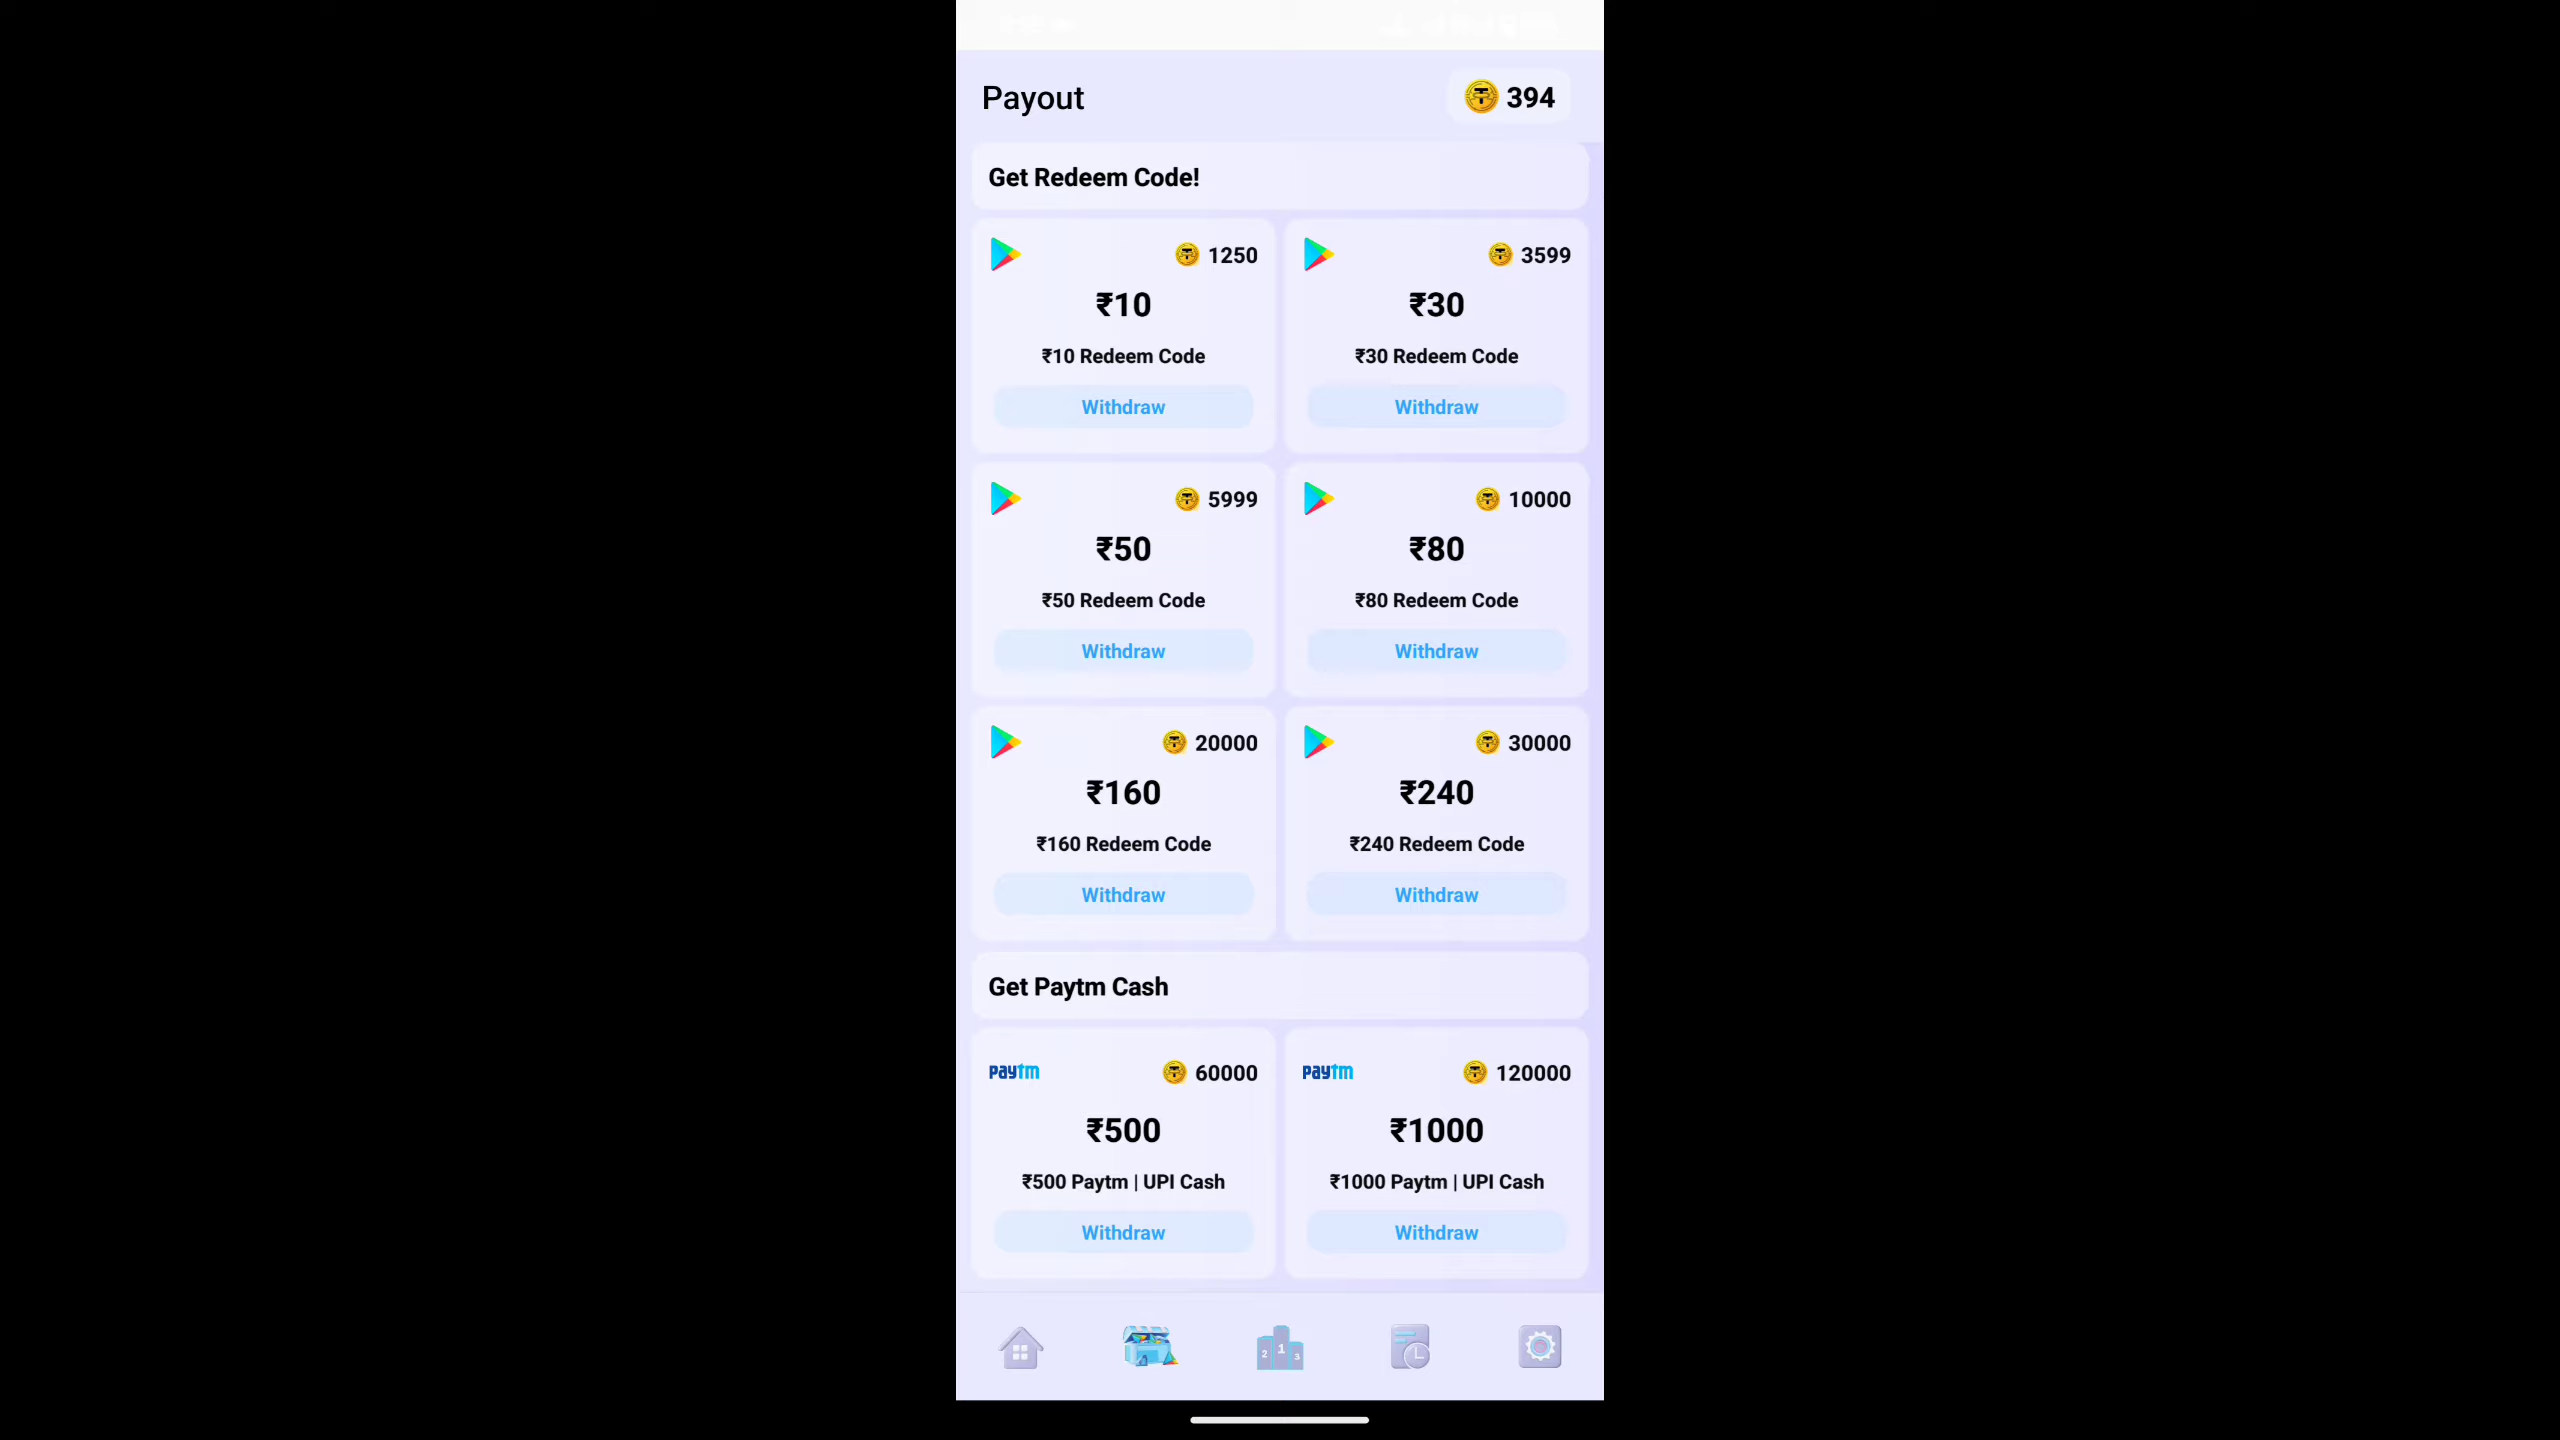 Payout
394
Get Redeem Code!
1250
3599
₹10
₹30
₹10 Redeem Code
₹30 Redeem Code
Withdraw
Withdraw
5999
10000
₹50
₹80
₹50 Redeem Code
₹80 Redeem Code
Withdraw
Withdraw
20000
30000
₹160
₹240
₹160 Redeem Code
₹240 Redeem Code
Withdraw
Withdraw
Get Paytm Cash
paytm 60000
paytm 120000
₹500
₹1000
₹500 Paytm | UPI Cash
₹1000 Paytm | UPI Cash
Withdraw
Withdraw
2 1 3